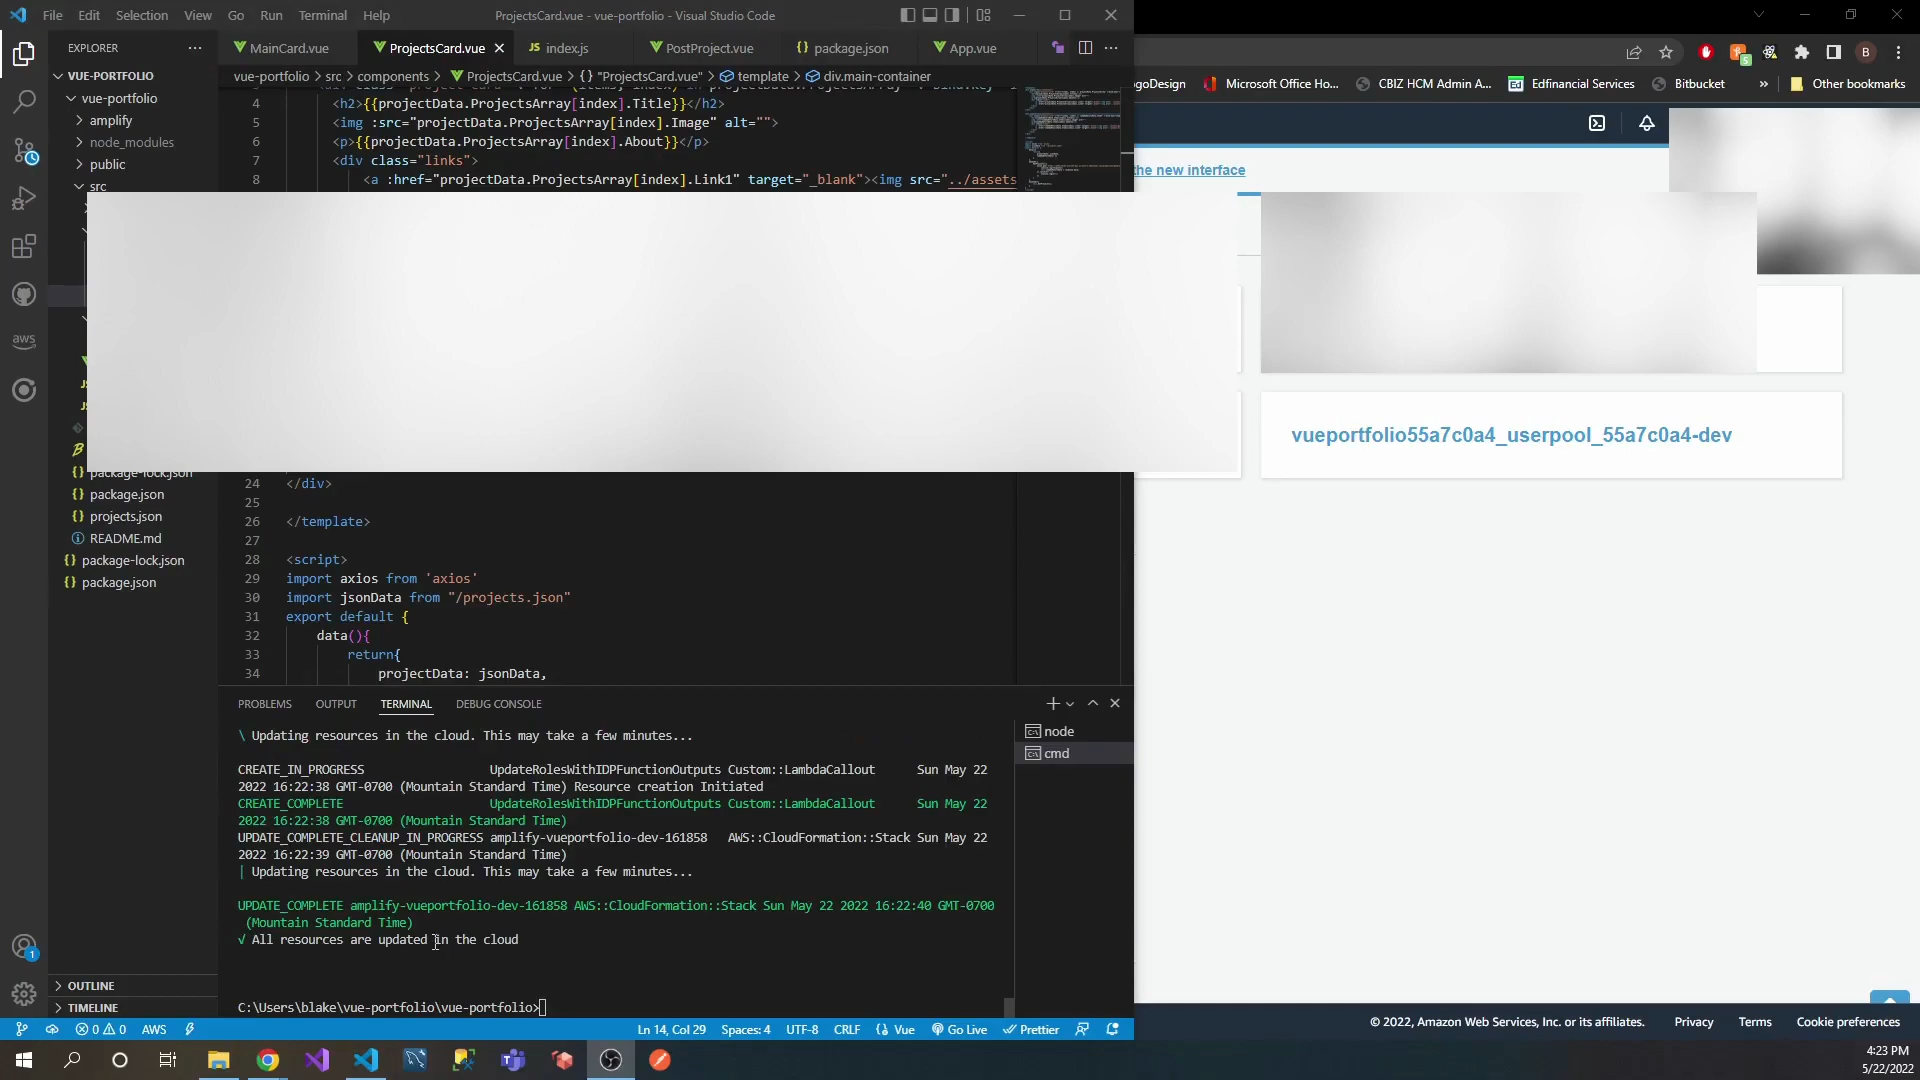 File Edit Selection View Go Run Terminal Help
ProjectsCard.vue - vue-portfolio - Visual Studio Code
EXPLORER
MainCard.vue
ProjectsCard.vue
index.js
PostProject.vue
package.json
App.vue
vue-portfolio > src > components > ProjectsCard.vue > {} "ProjectsCard.vue" > template > div.main-container
VUE-PORTFOLIO
vue-portfolio
amplify
node_modules
public
src
package-lock.json
package.json
projects.json
README.md
package-lock.json
package.json
OUTLINE
TIMELINE
4 <h2>{{projectData.ProjectsArray[index].Title}}</h2>
5 <img :src="projectData.ProjectsArray[index].Image" alt="">
6 <p>{{projectData.ProjectsArray[index].About}}</p>
7 <div class="links">
8 <a :href="projectData.ProjectsArray[index].Link1" target="_blank"><img src="../assets
24 </div>
25
26 </template>
27
28 <script>
29 import axios from 'axios'
30 import jsonData from "/projects.json"
31 export default {
32 data(){
33 return{
34 projectData: jsonData,
PROBLEMS OUTPUT TERMINAL DEBUG CONSOLE
node
cmd
\ Updating resources in the cloud. This may take a few minutes...
CREATE_IN_PROGRESS UpdateRolesWithIDPFunctionOutputs Custom::LambdaCallout Sun May 22
2022 16:22:38 GMT-0700 (Mountain Standard Time) Resource creation Initiated
CREATE_COMPLETE UpdateRolesWithIDPFunctionOutputs Custom::LambdaCallout Sun May 22
2022 16:22:38 GMT-0700 (Mountain Standard Time)
UPDATE_COMPLETE_CLEANUP_IN_PROGRESS amplify-vueportfolio-dev-161858 AWS::CloudFormation::Stack Sun May 22
2022 16:22:39 GMT-0700 (Mountain Standard Time)
| Updating resources in the cloud. This may take a few minutes...
UPDATE_COMPLETE amplify-vueportfolio-dev-161858 AWS::CloudFormation::Stack Sun May 22 2022 16:22:40 GMT-0700
(Mountain Standard Time)
√ All resources are updated in the cloud
C:\Users\blake\vue-portfolio\vue-portfolio>
0 0 AWS
Ln 14, Col 29 Spaces: 4 UTF-8 CRLF Vue Go Live Prettier
goDesign Microsoft Office Ho... CBIZ HCM Admin A... Edfinancial Services Bitbucket » Other bookmarks
the new interface
vueportfolio55a7c0a4_userpool_55a7c0a4-dev
© 2022, Amazon Web Services, Inc. or its affiliates. Privacy Terms Cookie preferences
4:23 PM
5/22/2022